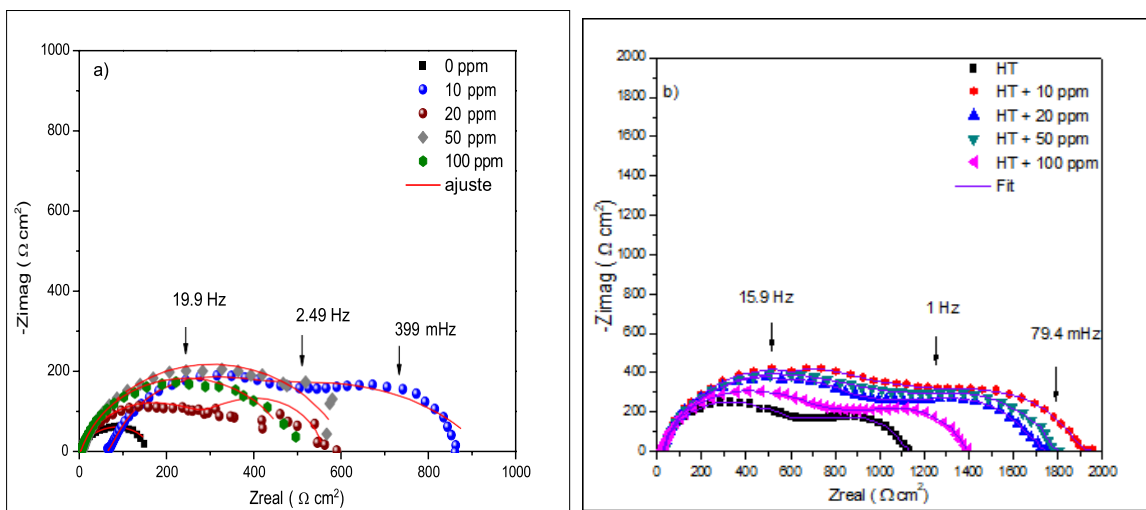 a)
0 ppm
10 ppm
20 ppm
50 ppm
100 ppm
ajuste
1000
800
600
400
200
0
19.9 Hz
2.49 Hz
399 mHz
0
200
400
600
800
1000
-Zimag ( Ω cm²)
Zreal ( Ω cm²)
b)
HT
HT + 10 ppm
HT + 20 ppm
HT + 50 ppm
HT + 100 ppm
Fit
2000
1800
1600
1400
1200
1000
800
600
400
200
0
15.9 Hz
1 Hz
79.4 mHz
0
200
400
600
800
1000
1200
1400
1600
1800
2000
-Zimag ( Ω cm²)
Zreal ( Ω cm²)